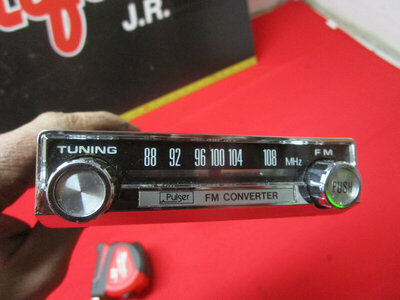 J.R.
TUNING
FM
88 92 96 100 104 108 MHz
Pulser FM CONVERTER
PUSH